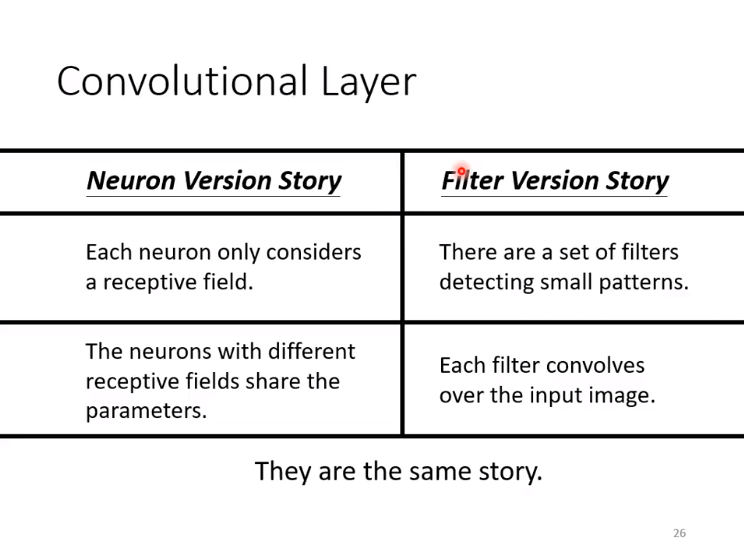 Convolutional Layer
Neuron Version Story
Filter Version Story
Each neuron only considers
a receptive field.
There are a set of filters
detecting small patterns.
The neurons with different
receptive fields share the
parameters.
Each filter convolves
over the input image.
They are the same story.
26